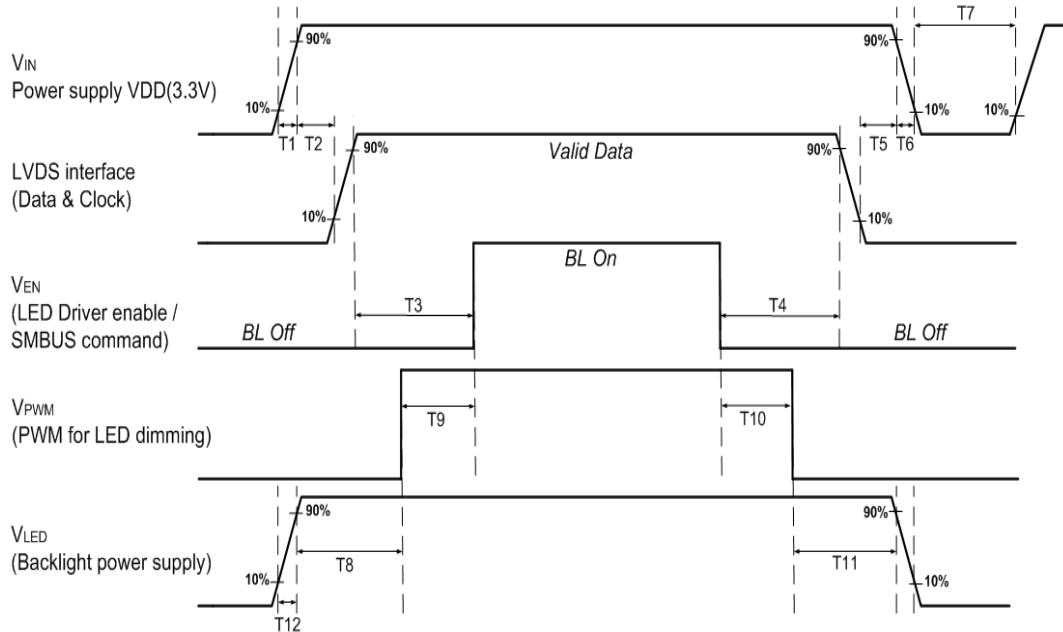 T7
90%
90%
VIN
Power supply VDD(3.3V)
10%
10%
10%
T1
T2
T5
T6
LVDS interface
(Data & Clock)
90%
Valid Data
90%
10%
10%
VEN
(LED Driver enable /
SMBUS command)
BL On
T3
T4
BL Off
BL Off
VPWM
(PWM for LED dimming)
T9
T10
VLED
(Backlight power supply)
90%
90%
T8
T11
10%
10%
T12